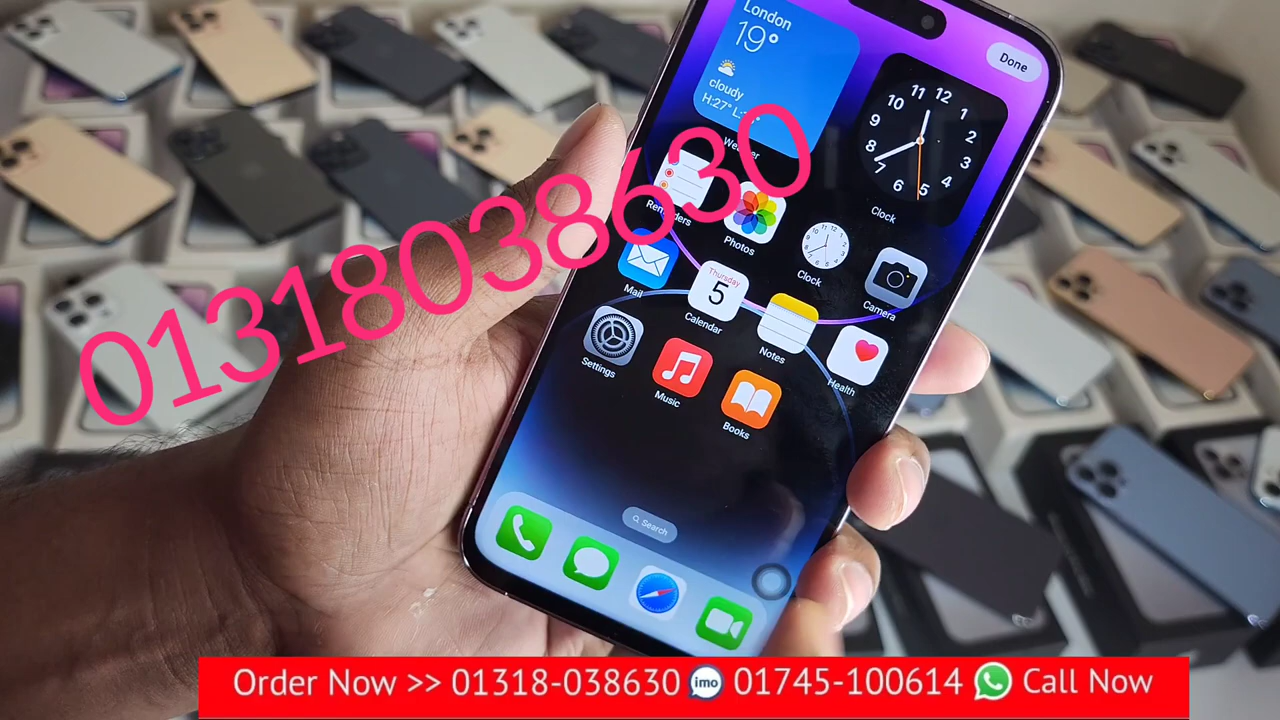 London
19°
cloudy
Done
Weather
Clock
Reminders
Photos
Clock
Camera
Mail
Thursday
5
Calendar
Notes
Health
Settings
Music
Books
Search
01318038630
Order Now >> 01318-038630 imo 01745-100614 Call Now